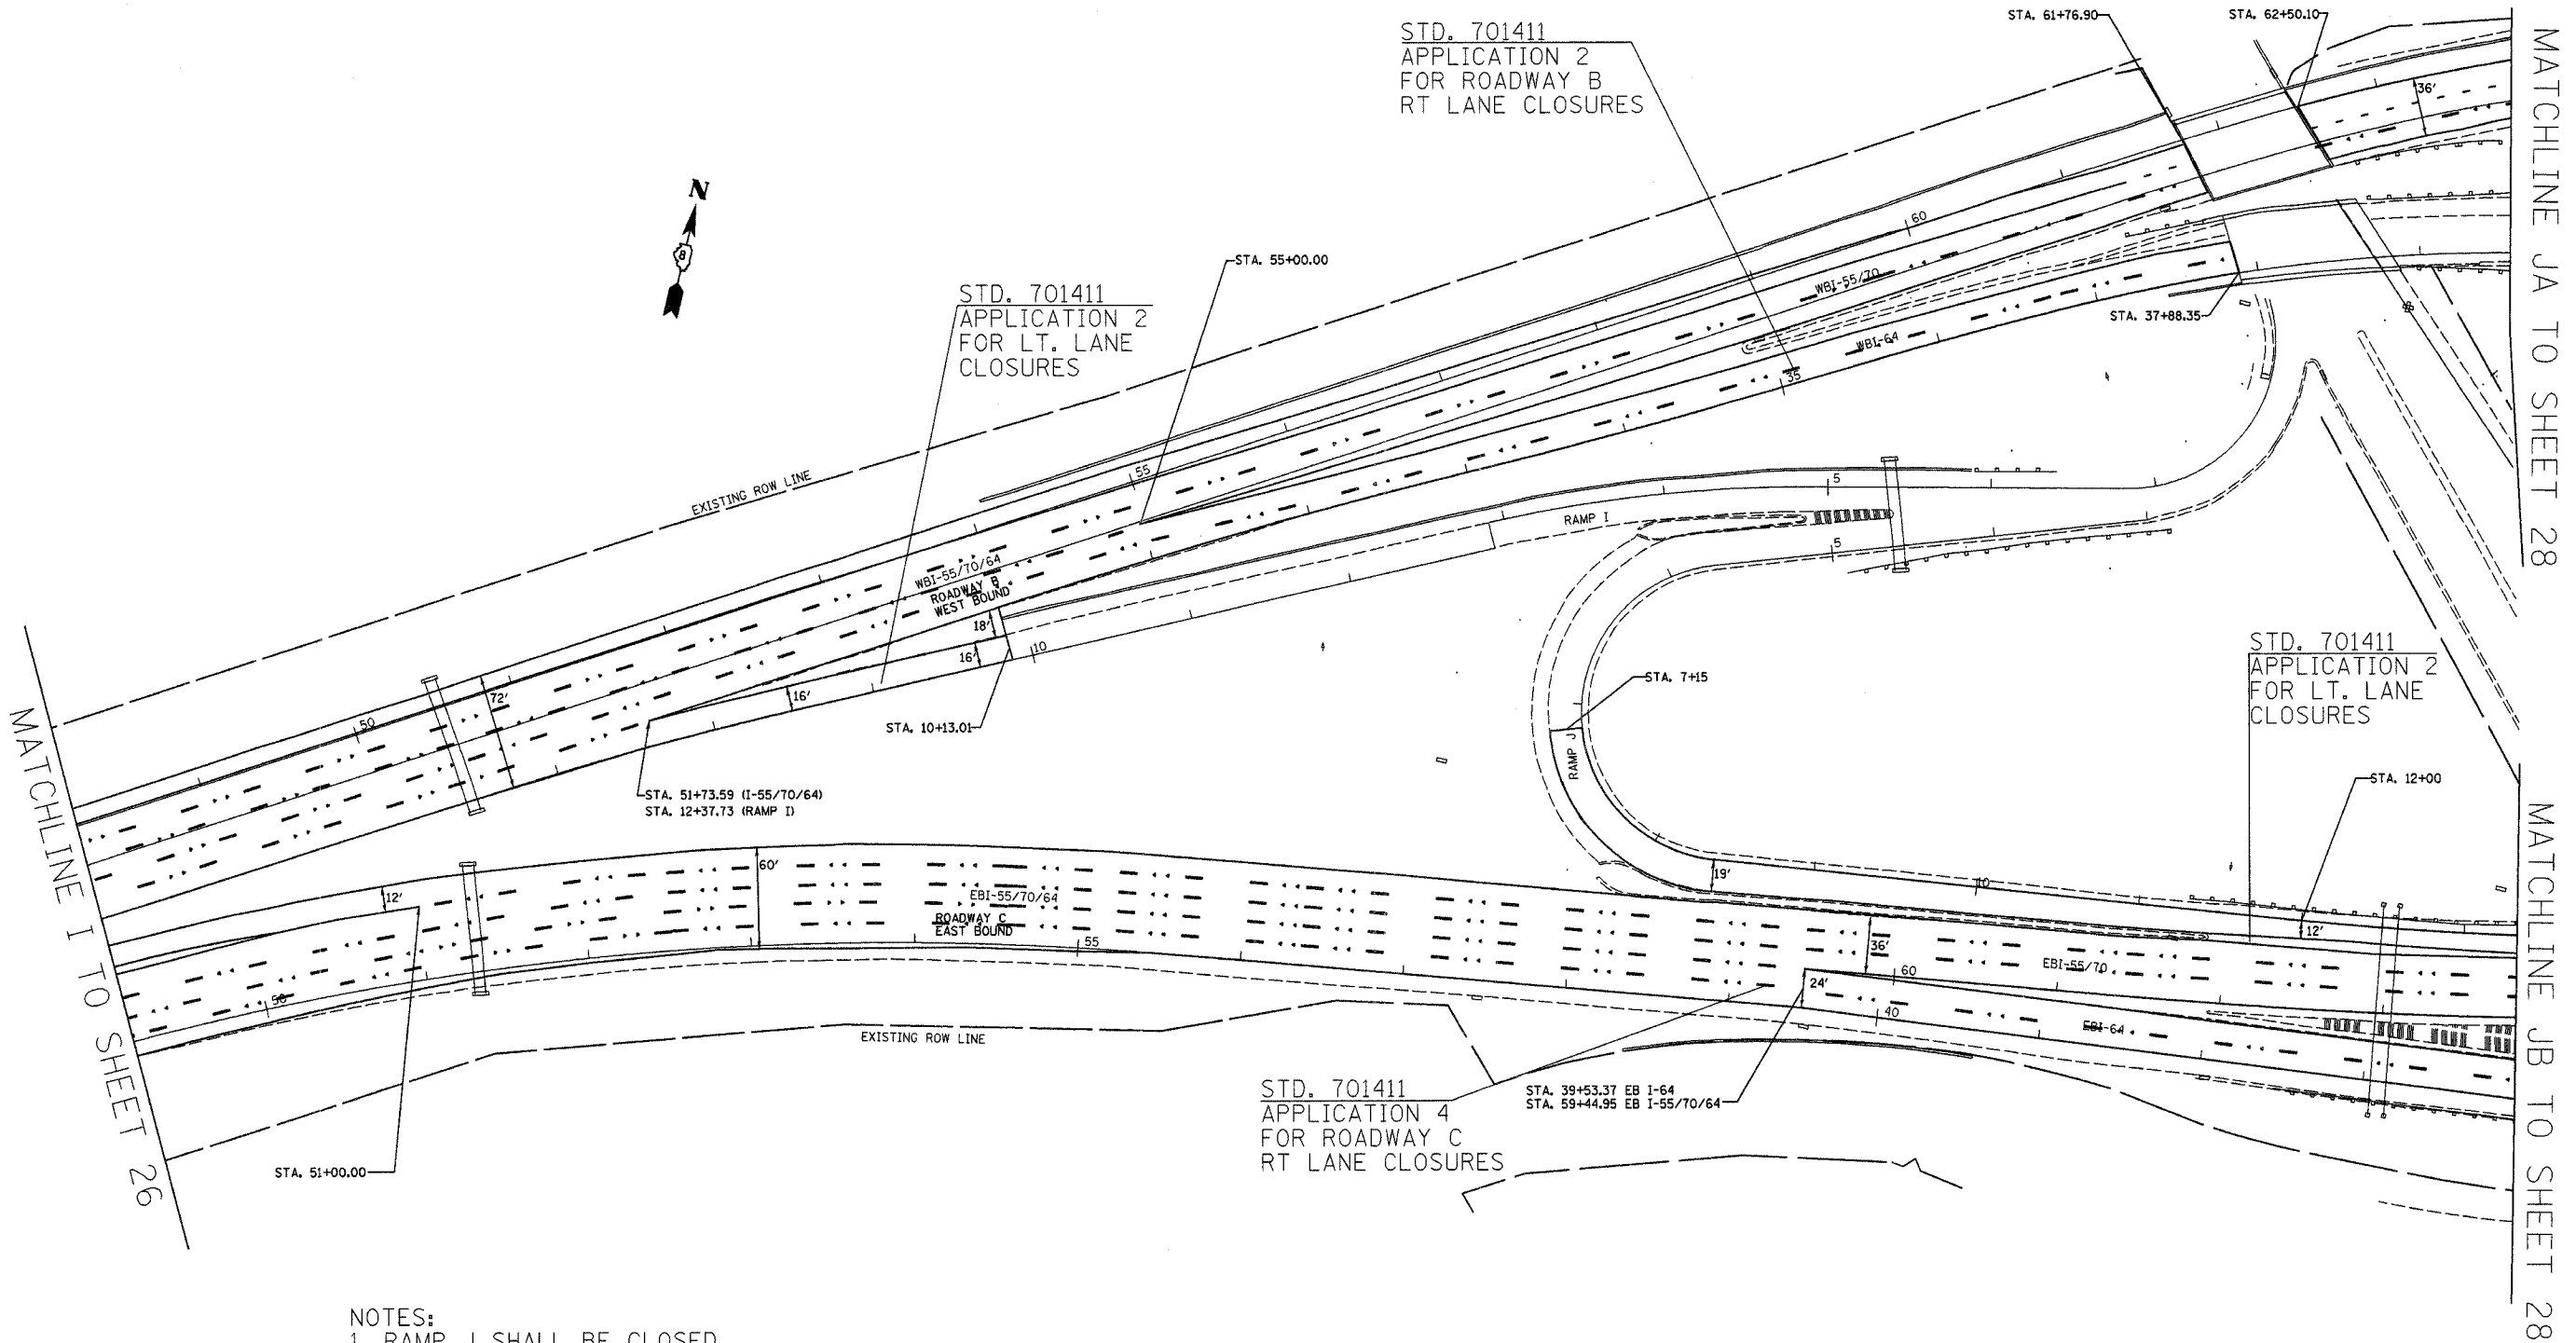 STA. 61+76.90
STA. 62+50.10
STD. 701411
APPLICATION 2
FOR ROADWAY B
RT LANE CLOSURES
36'
MATCHLINE JA TO SHEET 28
N
8
60
STA. 55+00.00
WBI-55/70
STD. 701411
APPLICATION 2
FOR LT. LANE
CLOSURES
STA. 37+88.35
WBI-64
35
55
EXISTING ROW LINE
5
RAMP I
5
WBI-55/70/64
ROADWAY B
WEST BOUND
18'
16'
10
STD. 701411
APPLICATION 2
FOR LT. LANE
CLOSURES
STA. 7+15
72'
16'
50
STA. 10+13.01
RAMP J
STA. 12+00
STA. 51+73.59 (I-55/70/64)
STA. 12+37.73 (RAMP I)
MATCHLINE I TO SHEET 26
60'
19'
10
12'
EBI-55/70/64
ROADWAY C
EAST BOUND
12'
55
36'
60
EBI-55/70
24'
50
40
EBI-64
EXISTING ROW LINE
MATCHLINE JB TO SHEET 28
STD. 701411
APPLICATION 4
FOR ROADWAY C
RT LANE CLOSURES
STA. 39+53.37 EB I-64
STA. 59+44.95 EB I-55/70/64
STA. 51+00.00
NOTES:
1. RAMP J SHALL BE CLOSED